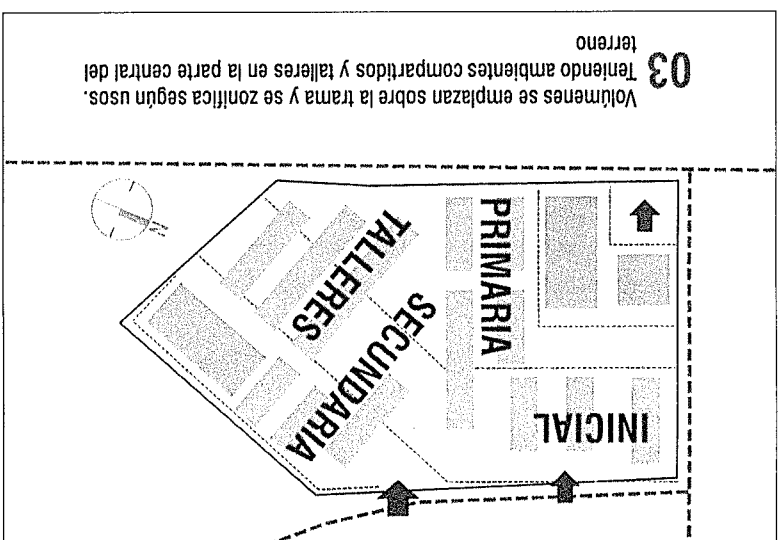 INICIAL
SECUNDARIA
PRIMARIA
TALLERES
N
03
Volúmenes se emplazan sobre la trama y se zonifica según usos.
Teniendo ambientes compartidos y talleres en la parte central del
terreno